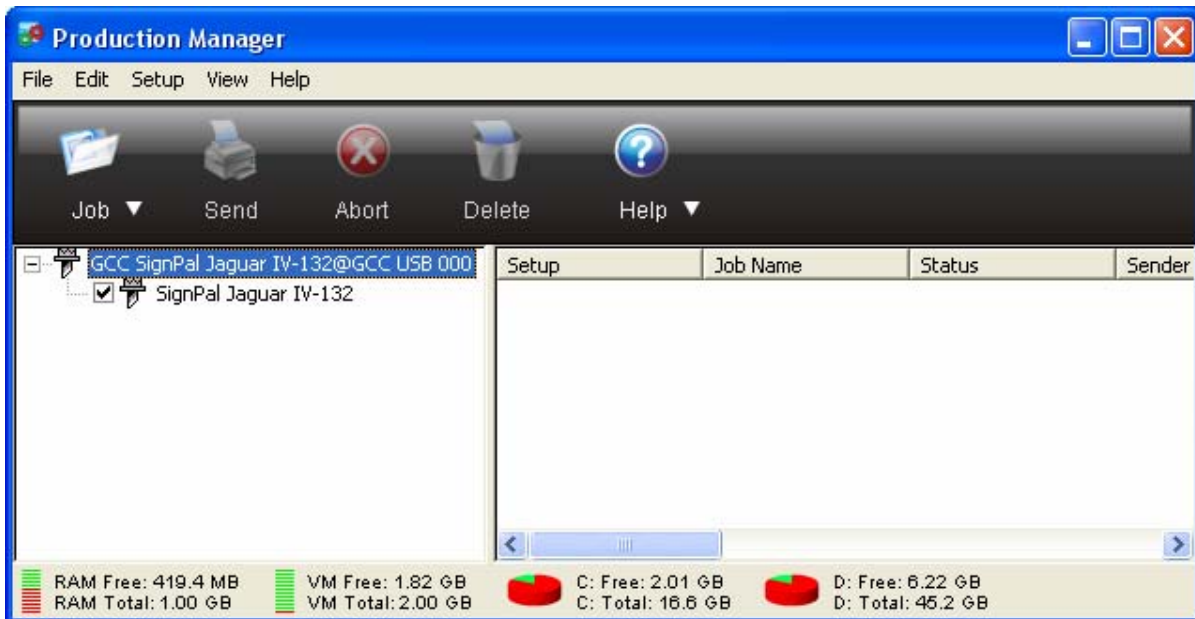 Production Manager
File Edit Setup View Help
Job Send Abort Delete Help
GCC SignPal Jaguar IV-132@GCC USB 000
SignPal Jaguar IV-132
Setup Job Name Status Sender
RAM Free: 419.4 MB VM Free: 1.82 GB C: Free: 2.01 GB D: Free: 6.22 GB
RAM Total: 1.00 GB VM Total: 2.00 GB C: Total: 16.6 GB D: Total: 45.2 GB